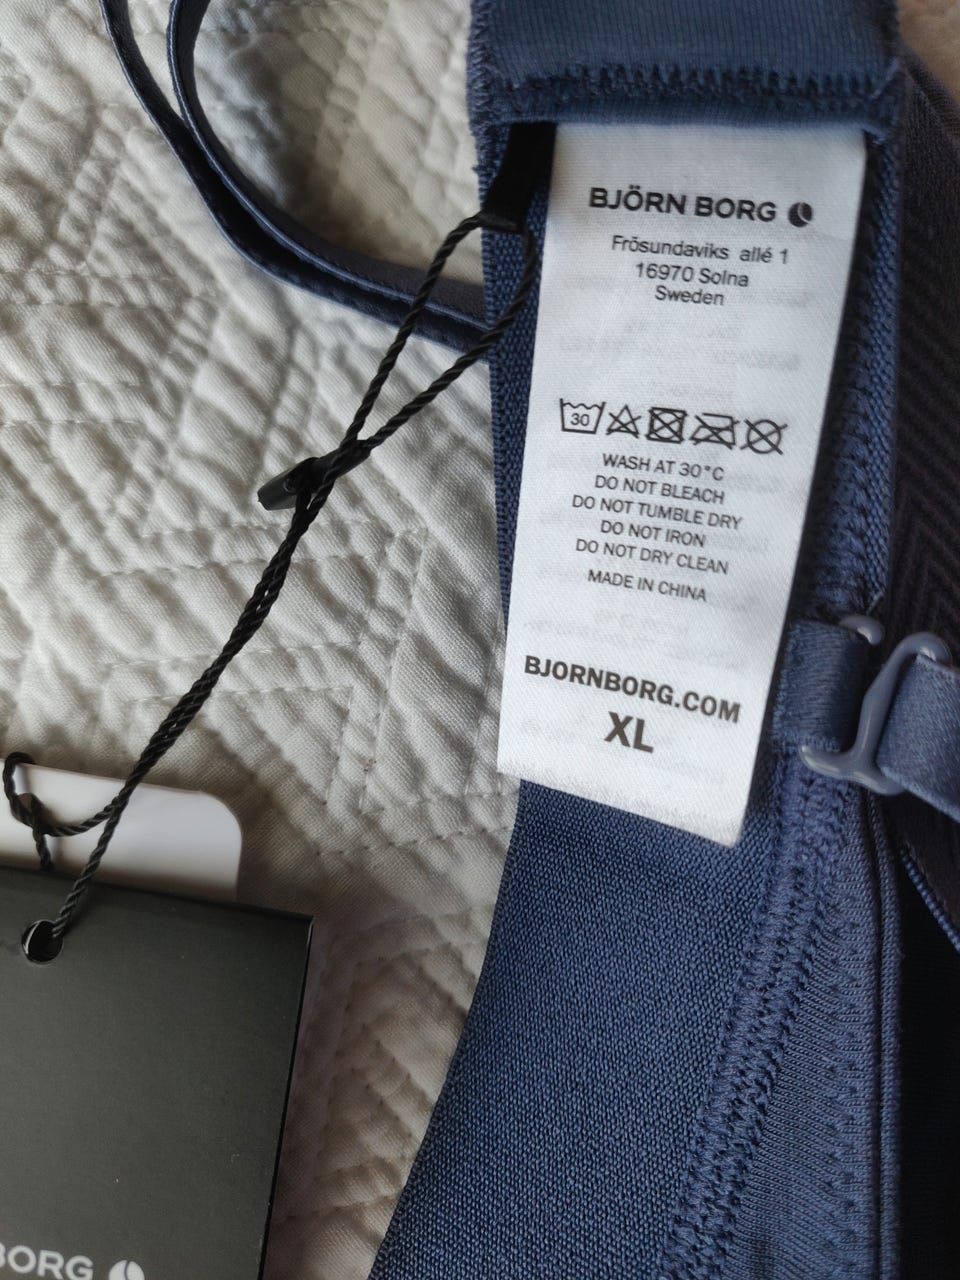 BJÖRN BORG
Frösundaviks allé 1
16970 Solna
Sweden
30
WASH AT 30°C
DO NOT BLEACH
DO NOT TUMBLE DRY
DO NOT IRON
DO NOT DRY CLEAN
MADE IN CHINA
BJORNBORG.COM
XL
BORG